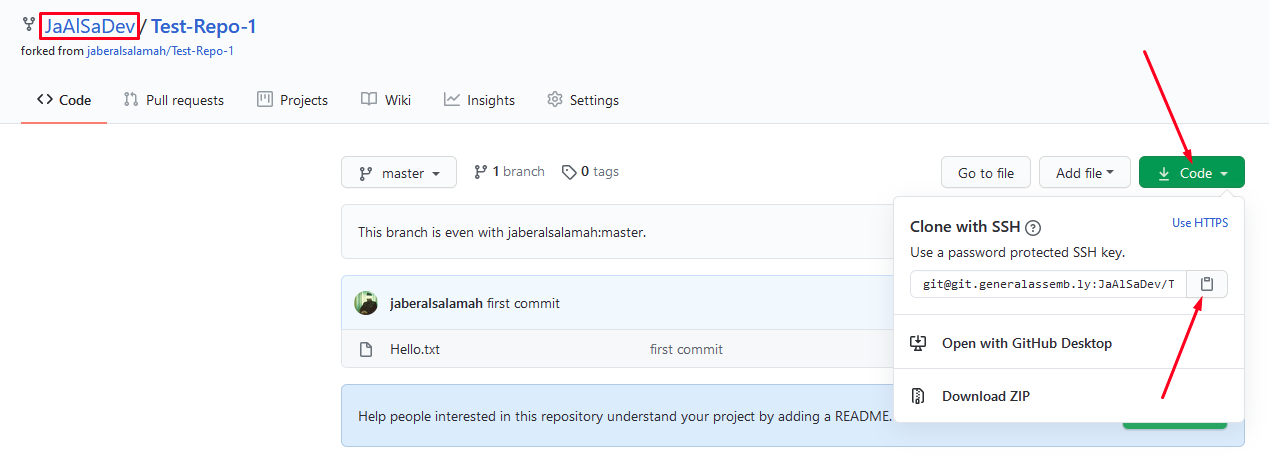 JaAlSaDev / Test-Repo-1
forked from jaberalsalamah/Test-Repo-1
Code Pull requests Projects Wiki Insights Settings
master 1 branch 0 tags Go to file Add file Code
This branch is even with jaberalsalamah:master.
Clone with SSH Use HTTPS
Use a password protected SSH key.
git@git.generalassemb.ly:JaAlSaDev/T
jaberalsalamah first commit
Hello.txt first commit
Open with GitHub Desktop
Download ZIP
Help people interested in this repository understand your project by adding a README.